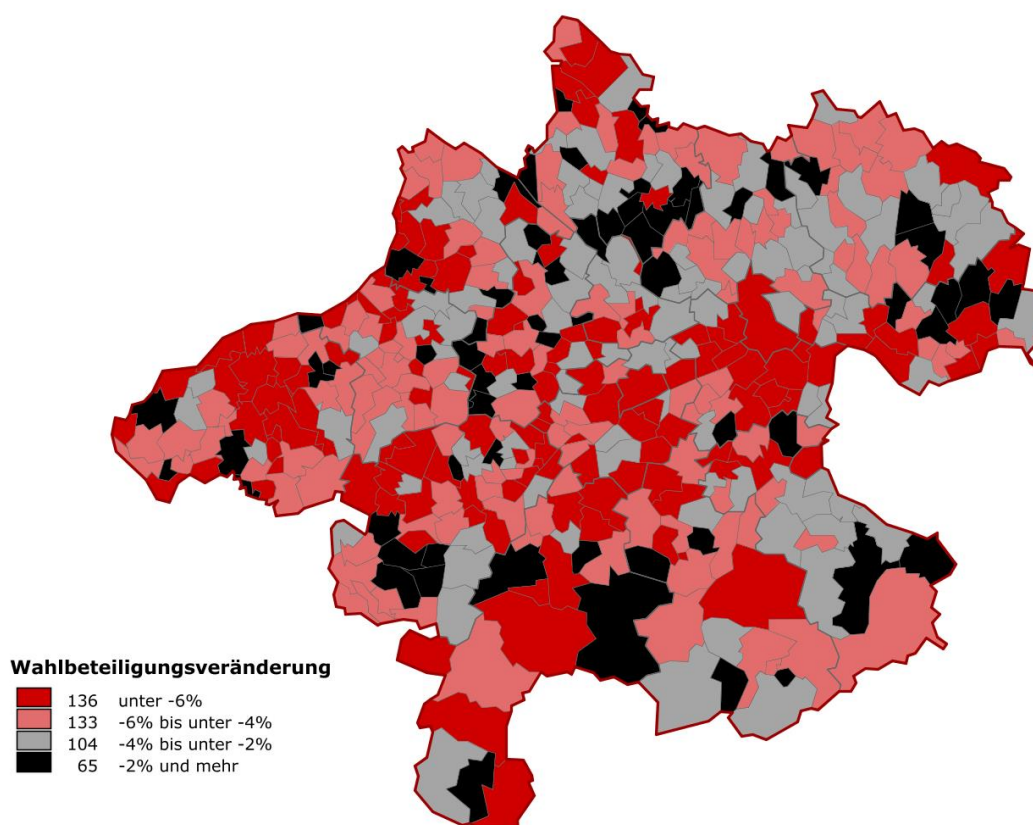 Wahlbeteiligungsveränderung
136 unter -6%
133 -6% bis unter -4%
104 -4% bis unter -2%
65 -2% und mehr